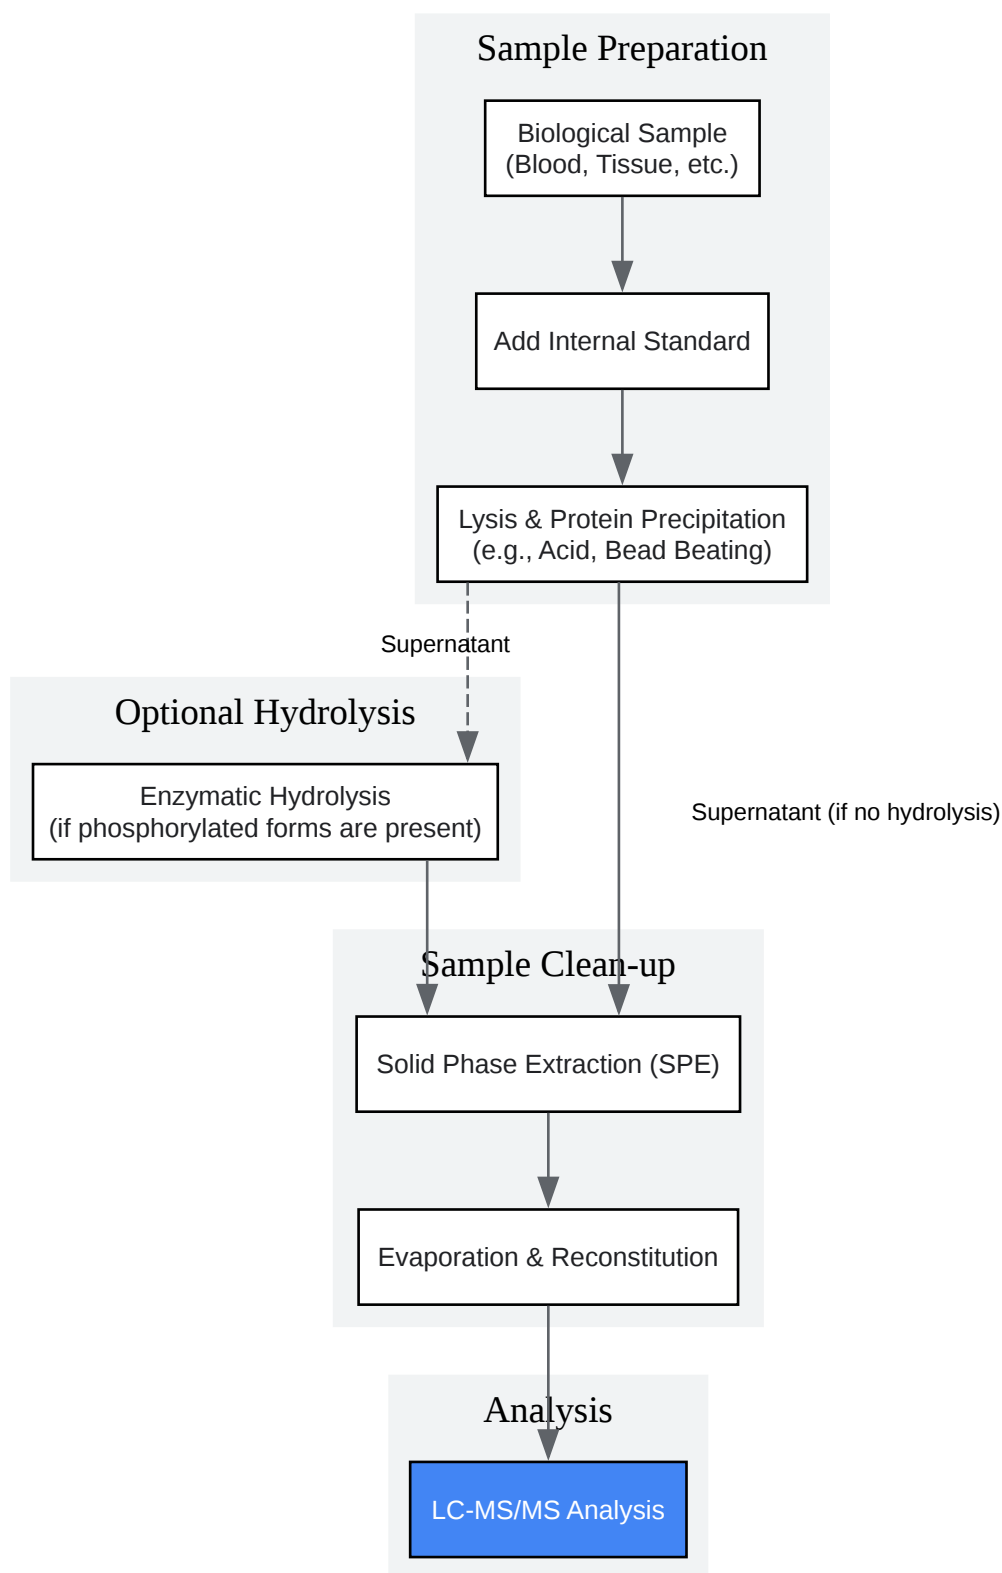 Sample Preparation
Biological Sample
(Blood, Tissue, etc.)
Add Internal Standard
Lysis & Protein Precipitation
(e.g., Acid, Bead Beating)
Supernatant
Optional Hydrolysis
Enzymatic Hydrolysis
(if phosphorylated forms are present)
Supernatant (if no hydrolysis)
Sample Clean-up
Solid Phase Extraction (SPE)
Evaporation & Reconstitution
Analysis
LC-MS/MS Analysis